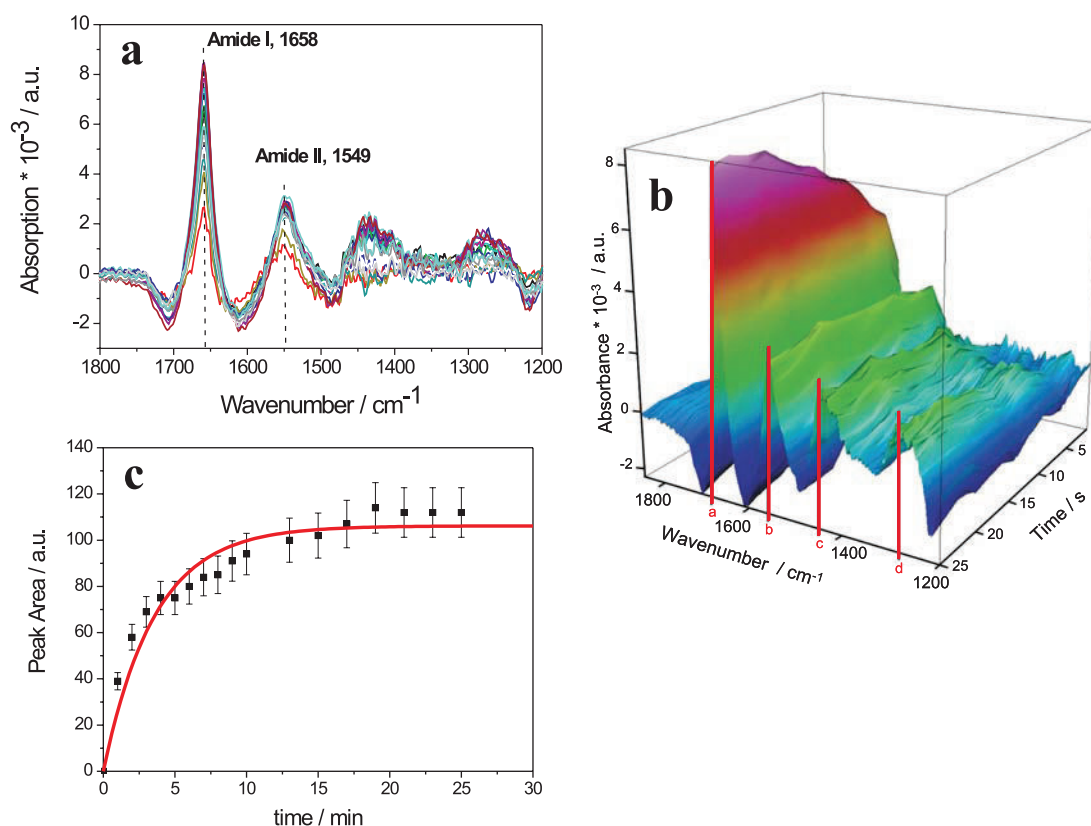 a
Amide I, 1658
Amide II, 1549
Absorption * 10⁻³ / a.u.
10
8
6
4
2
0
-2
1800 1700 1600 1500 1400 1300 1200
Wavenumber / cm⁻¹
b
Absorbance * 10⁻³ / a.u.
8
6
4
2
0
-2
1800 1600 1400 1200
a b c d
Wavenumber / cm⁻¹
5
10
15
20
25
Time / s
c
Peak Area / a.u.
140
120
100
80
60
40
20
0
0 5 10 15 20 25 30
time / min